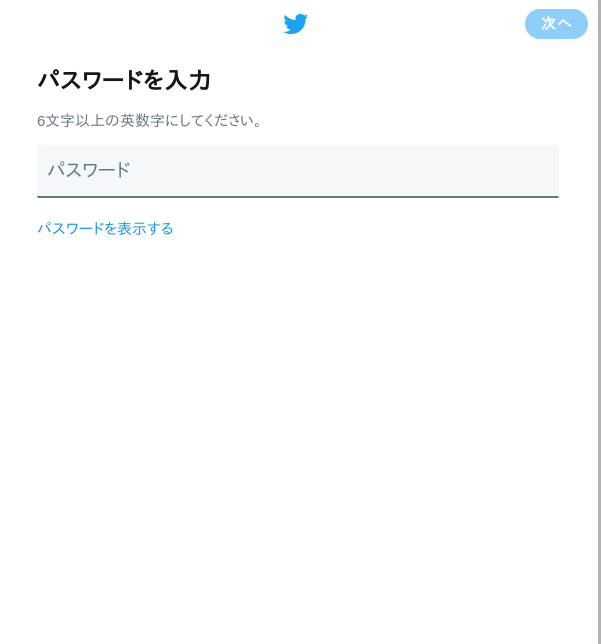 次へ
パスワードを入力
6文字以上の英数字にしてください。
パスワード
パスワードを表示する